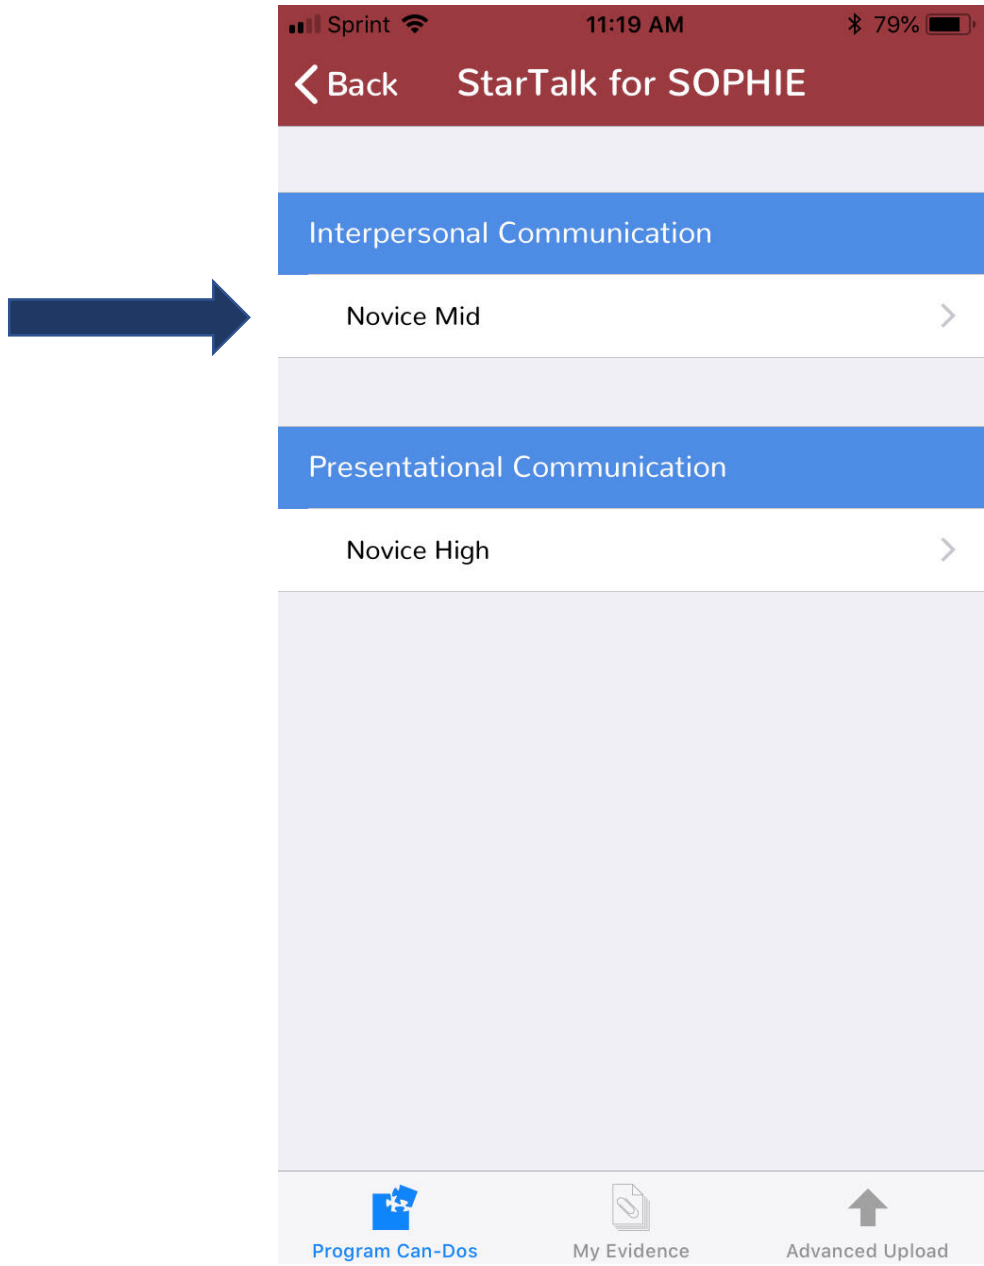 Sprint 11:19 AM 79%
Back StarTalk for SOPHIE
Interpersonal Communication
Novice Mid
Presentational Communication
Novice High
Program Can-Dos My Evidence Advanced Upload